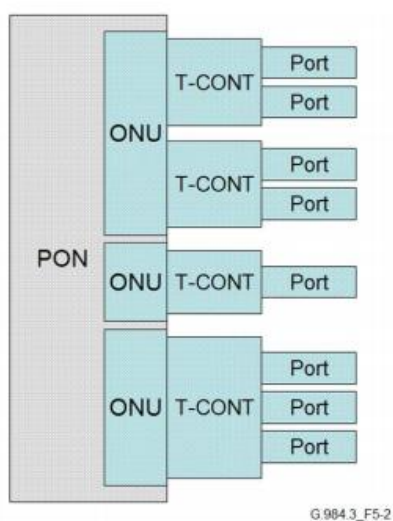 PON
ONU
T-CONT
Port
Port
T-CONT
Port
Port
ONU
T-CONT
Port
ONU
T-CONT
Port
Port
Port
G.984.3_F5-2